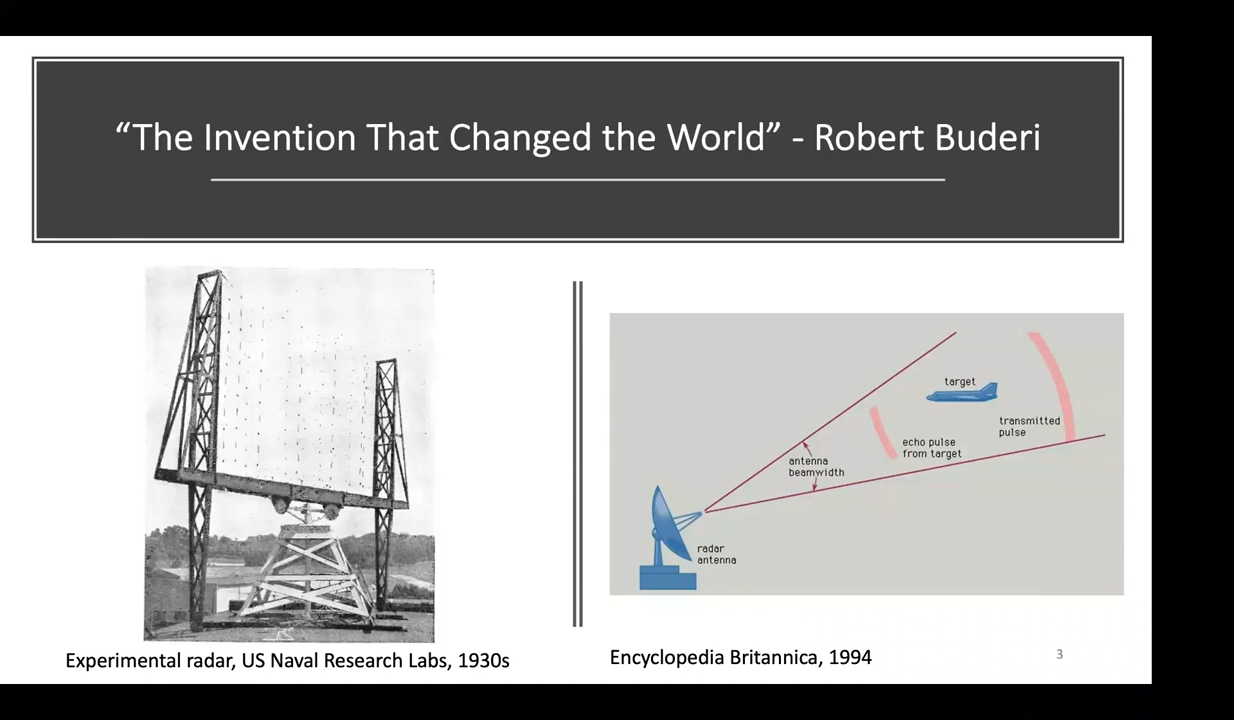 “The Invention That Changed the World” - Robert Buderi
target
transmitted
pulse
echo pulse
from target
antenna
beamwidth
radar
antenna
Experimental radar, US Naval Research Labs, 1930s
Encyclopedia Britannica, 1994
3